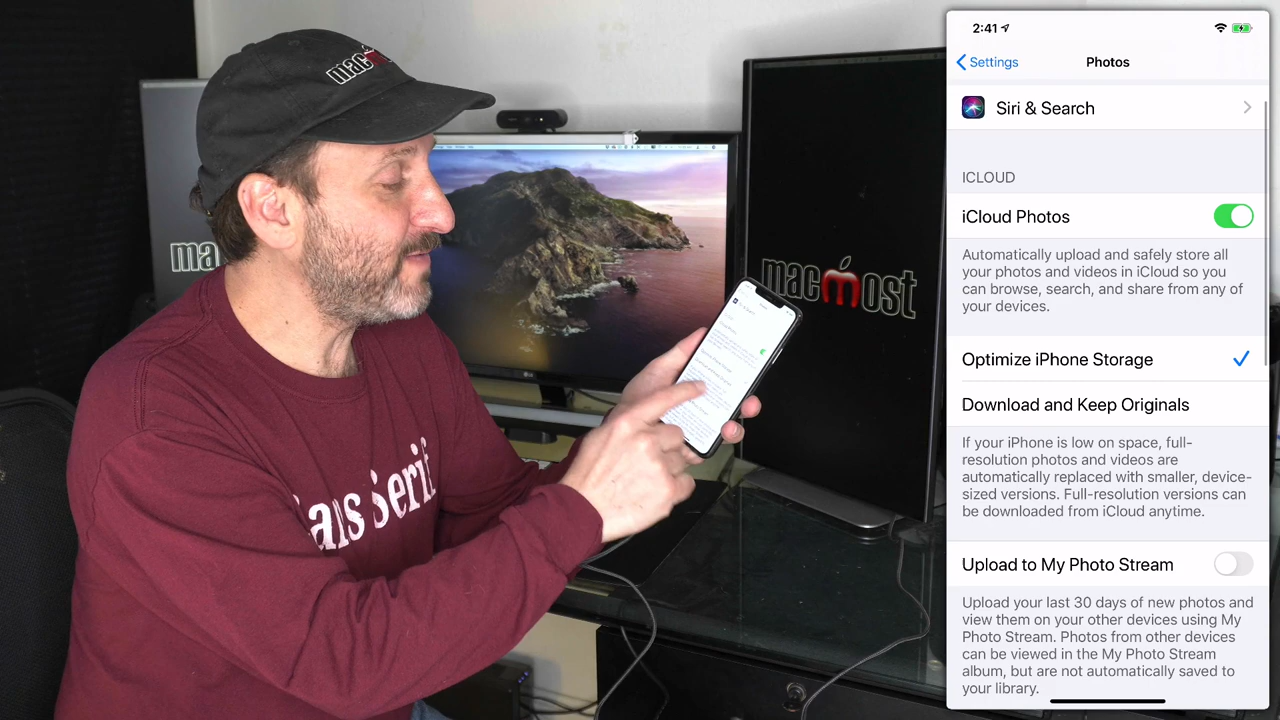 macm
ma
ans Serif
macmost
2:41
Settings
Photos
Siri & Search
ICLOUD
iCloud Photos
Automatically upload and safely store all
your photos and videos in iCloud so you
can browse, search, and share from any of
your devices.
Optimize iPhone Storage
Download and Keep Originals
If your iPhone is low on space, full-
resolution photos and videos are
automatically replaced with smaller, device-
sized versions. Full-resolution versions can
be downloaded from iCloud anytime.
Upload to My Photo Stream
Upload your last 30 days of new photos and
view them on your other devices using My
Photo Stream. Photos from other devices
can be viewed in the My Photo Stream
album, but are not automatically saved to
your library.